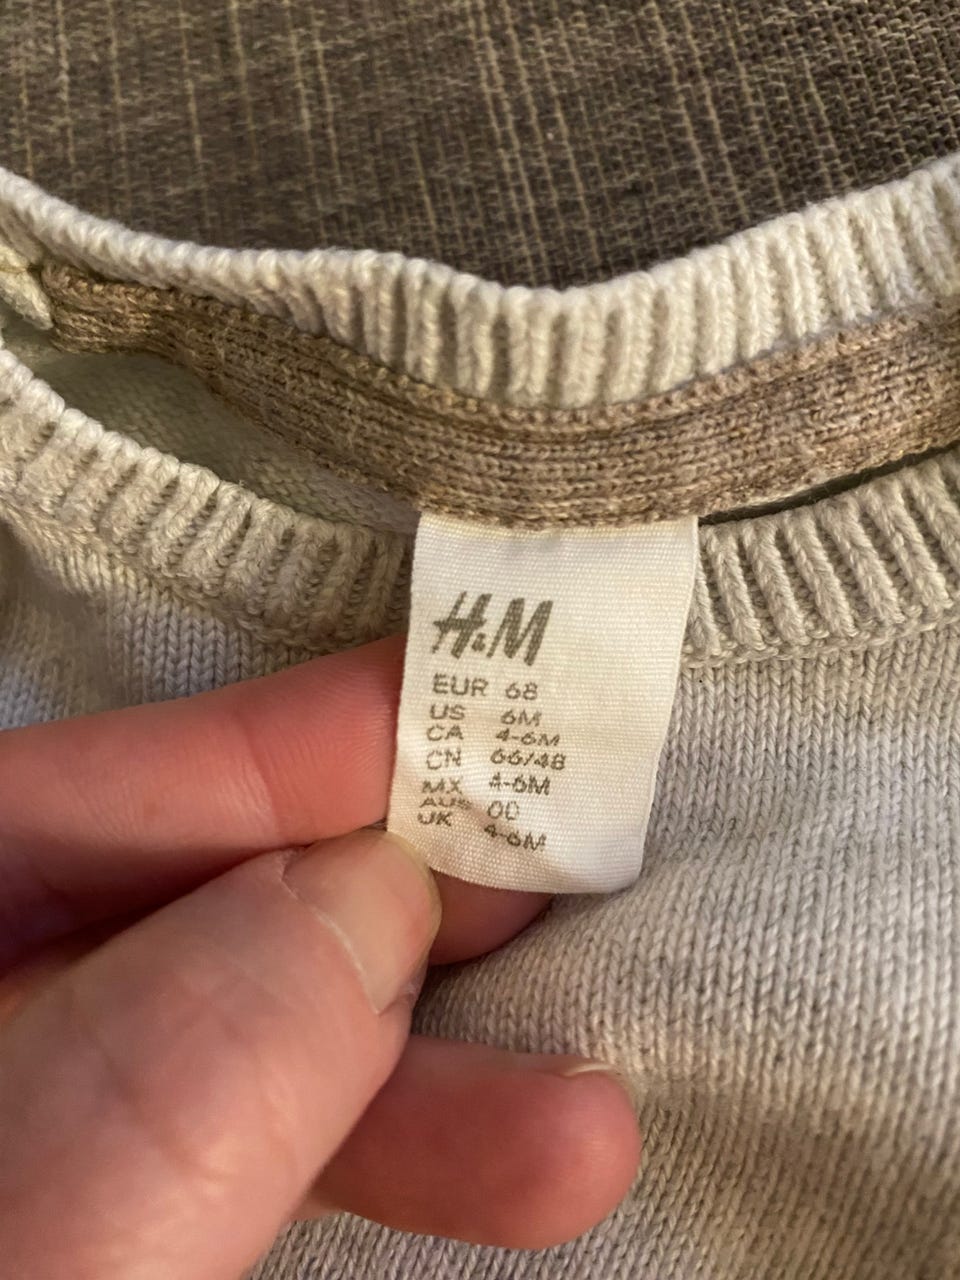 H&M
EUR 68
US 6M
CA 4-6M
CN 66/48
MX 4-6M
AUS 00
UK 4-6M